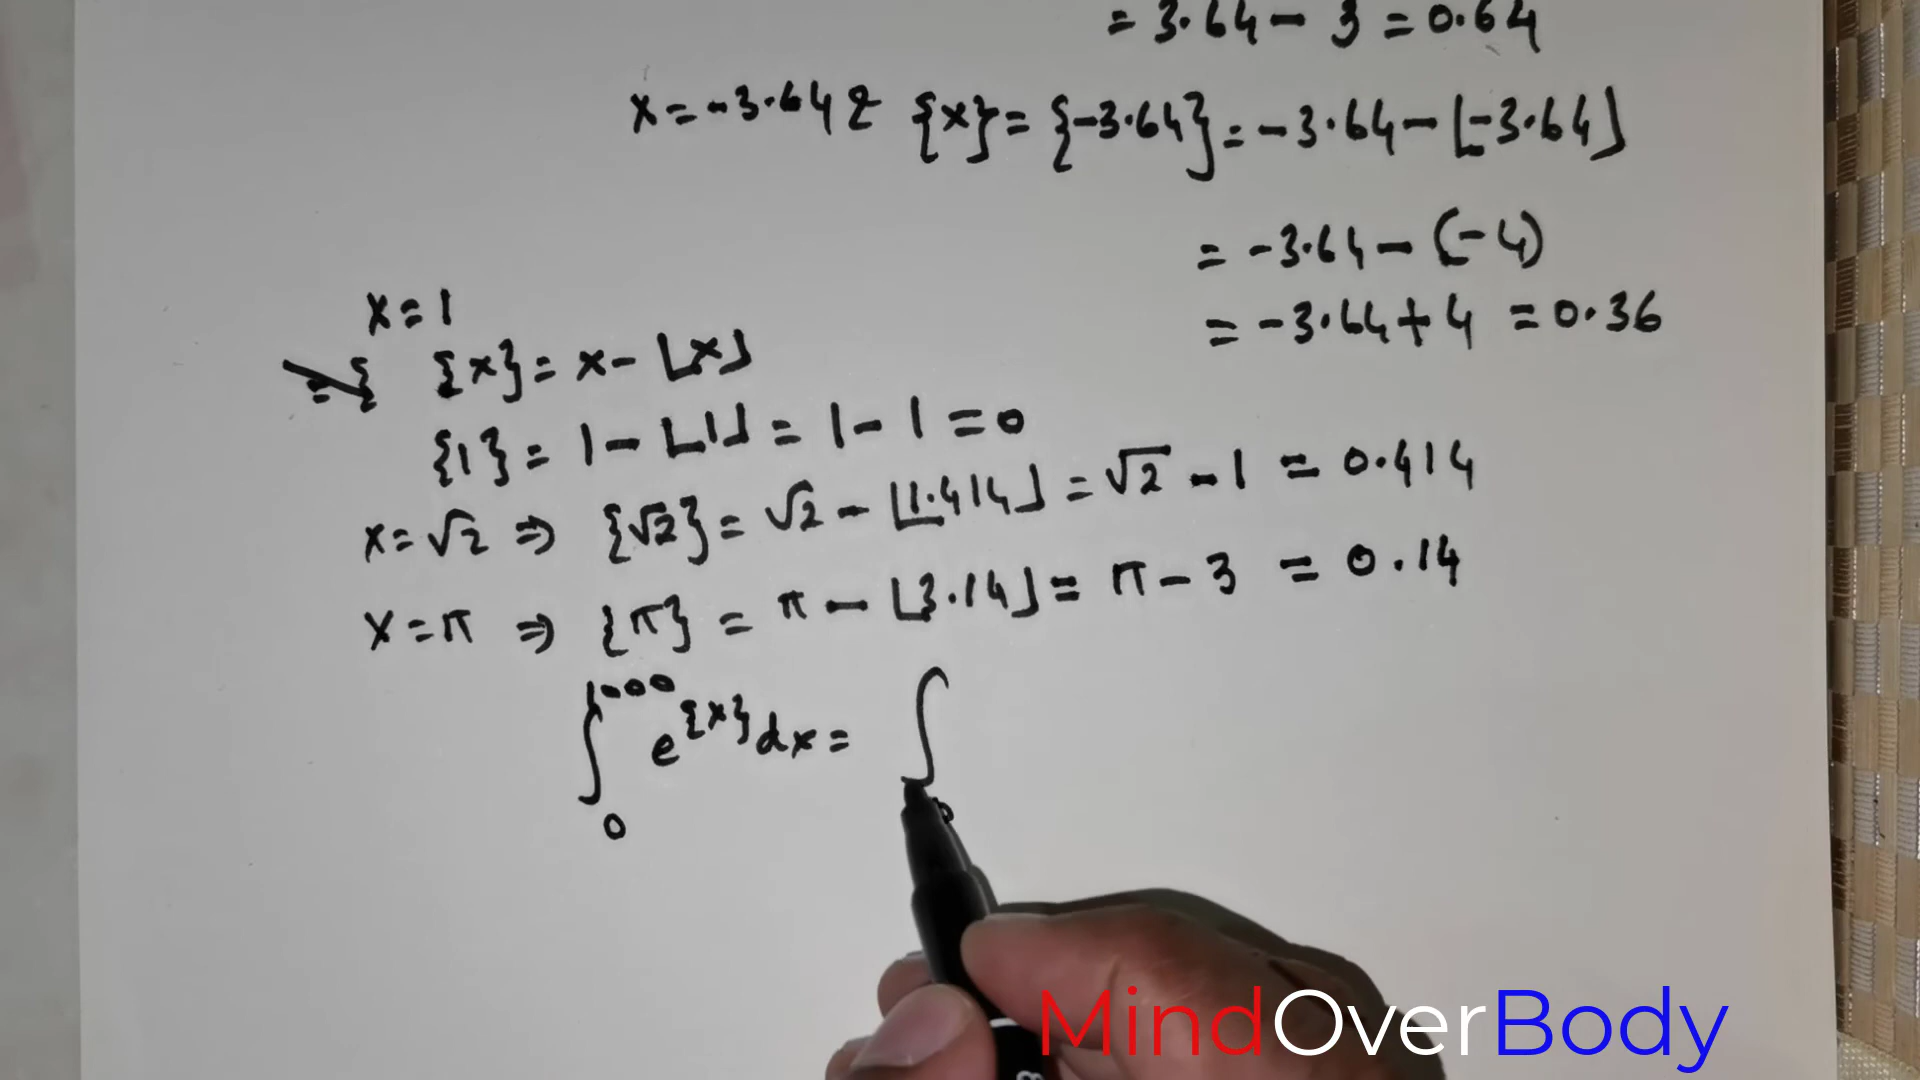 = 3.64 - 3 = 0.64
x = -3.642 {x} = {-3.64} = -3.64 - ⌊-3.64⌋
= -3.64 - (-4)
= -3.64 + 4 = 0.36
x = 1
{x} = x - ⌊x⌋
{1} = 1 - ⌊1⌋ = 1 - 1 = 0
x = √2 ⇒ {√2} = √2 - ⌊1.414⌋ = √2 - 1 = 0.414
x = π ⇒ {π} = π - ⌊3.14⌋ = π - 3 = 0.14
∫₀¹⁰⁰⁰ e^{x} dx = ∫₀
MindOverBody